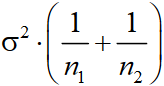 σ² · (1/n₁ + 1/n₂)